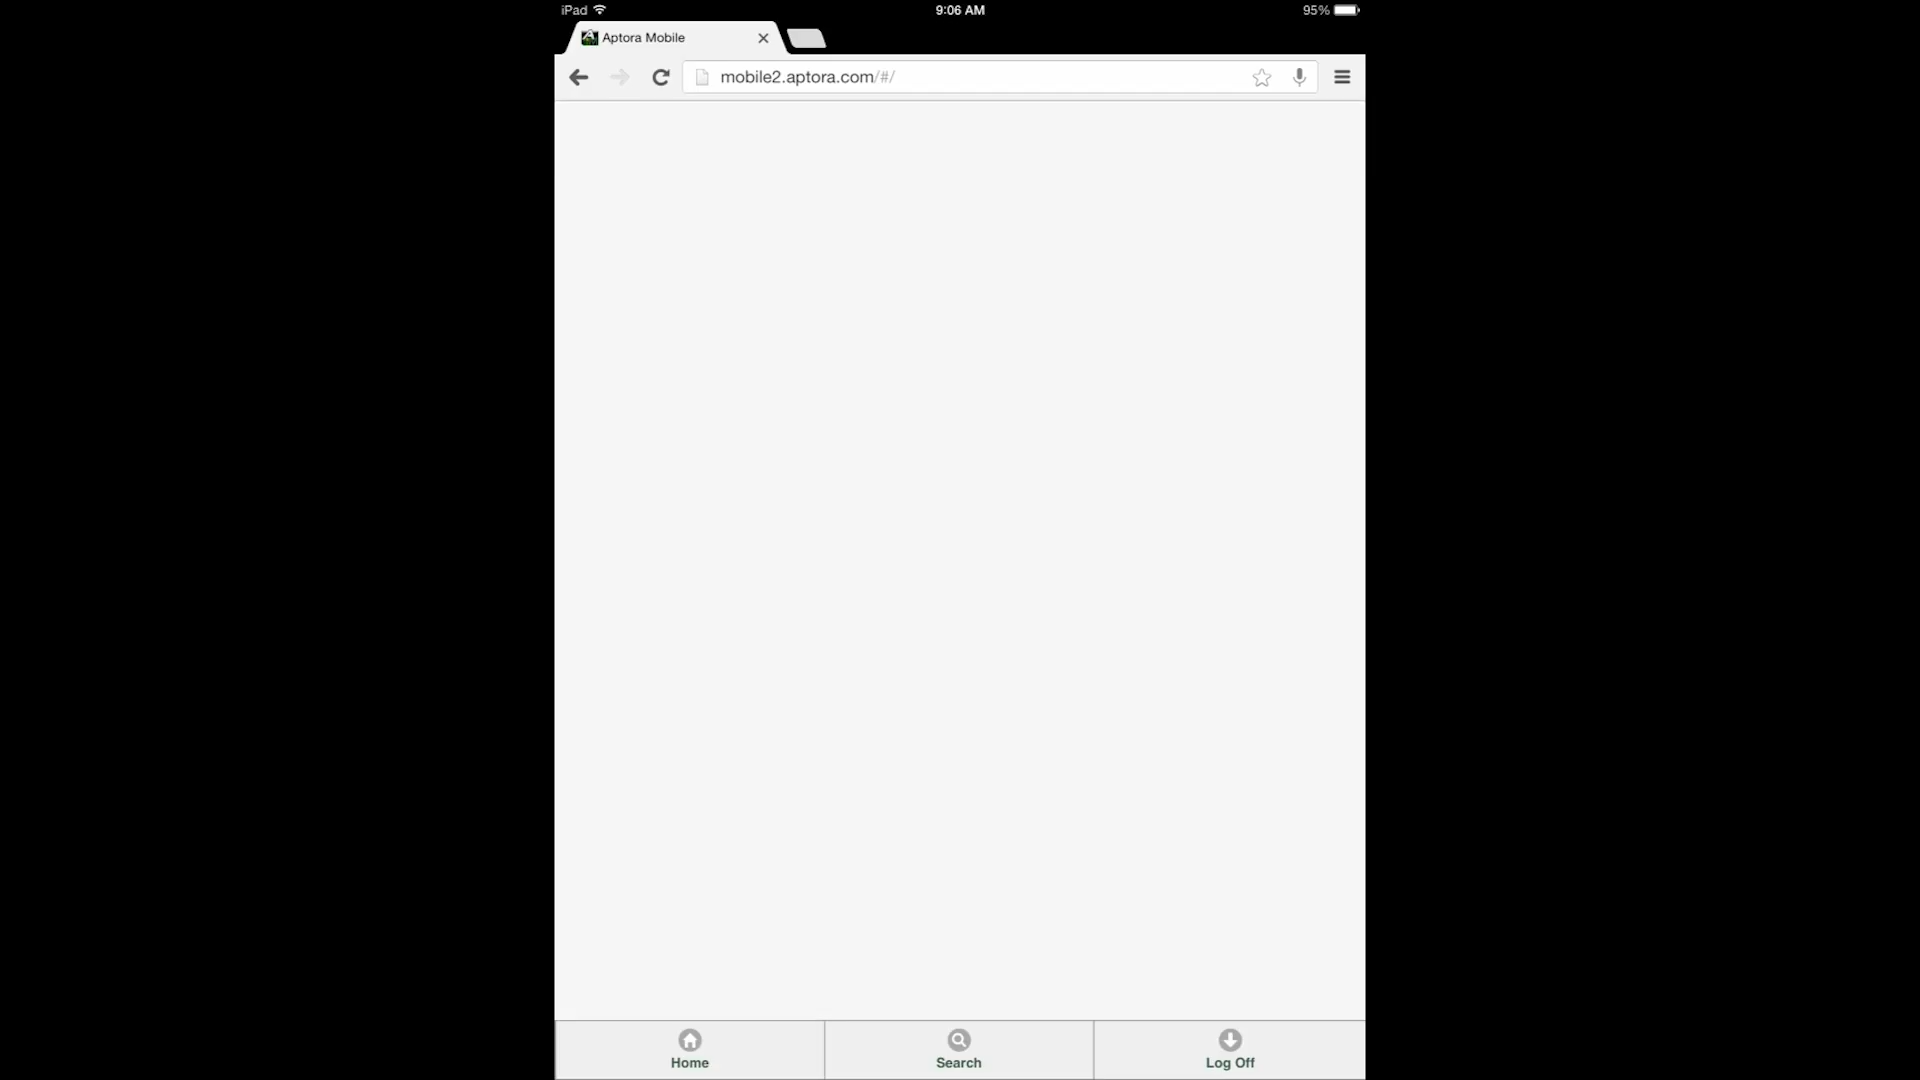 iPad
9:06 AM
95%
Aptora Mobile
mobile2.aptora.com/#/
Home
Search
Log Off